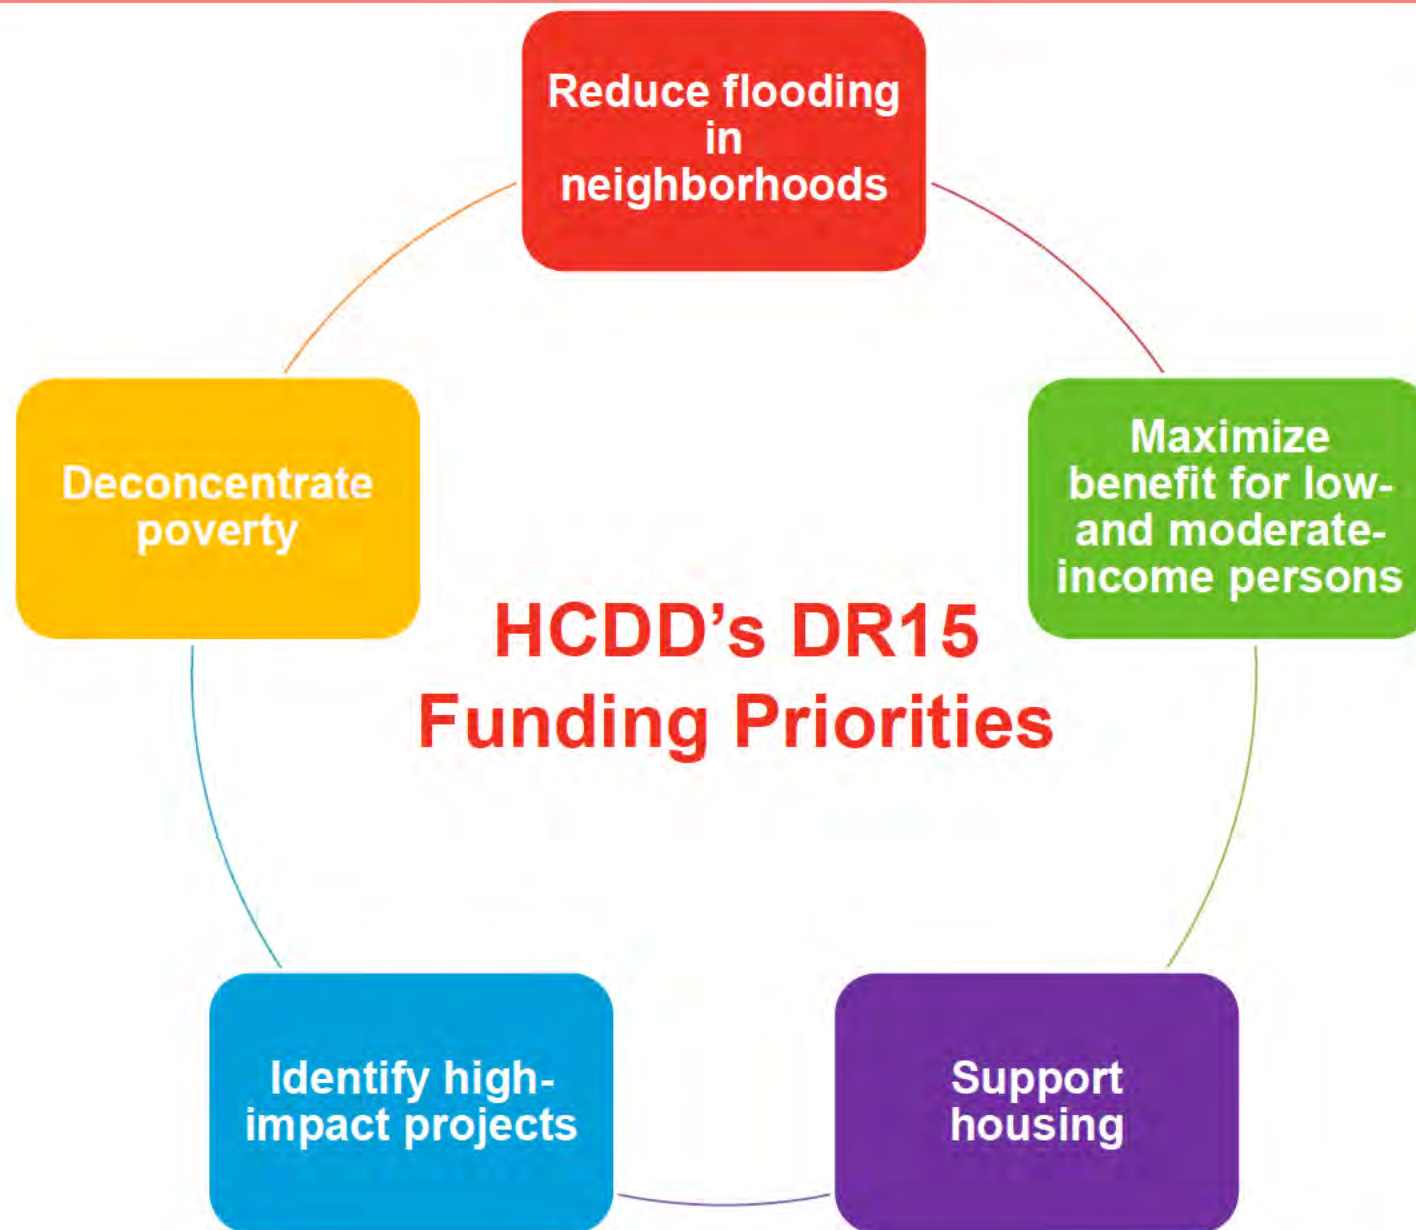 Reduce flooding
in
neighborhoods
Maximize
benefit for low-
and moderate-
income persons
Deconcentrate
poverty
HCDD’s DR15
Funding Priorities
Identify high-
impact projects
Support
housing